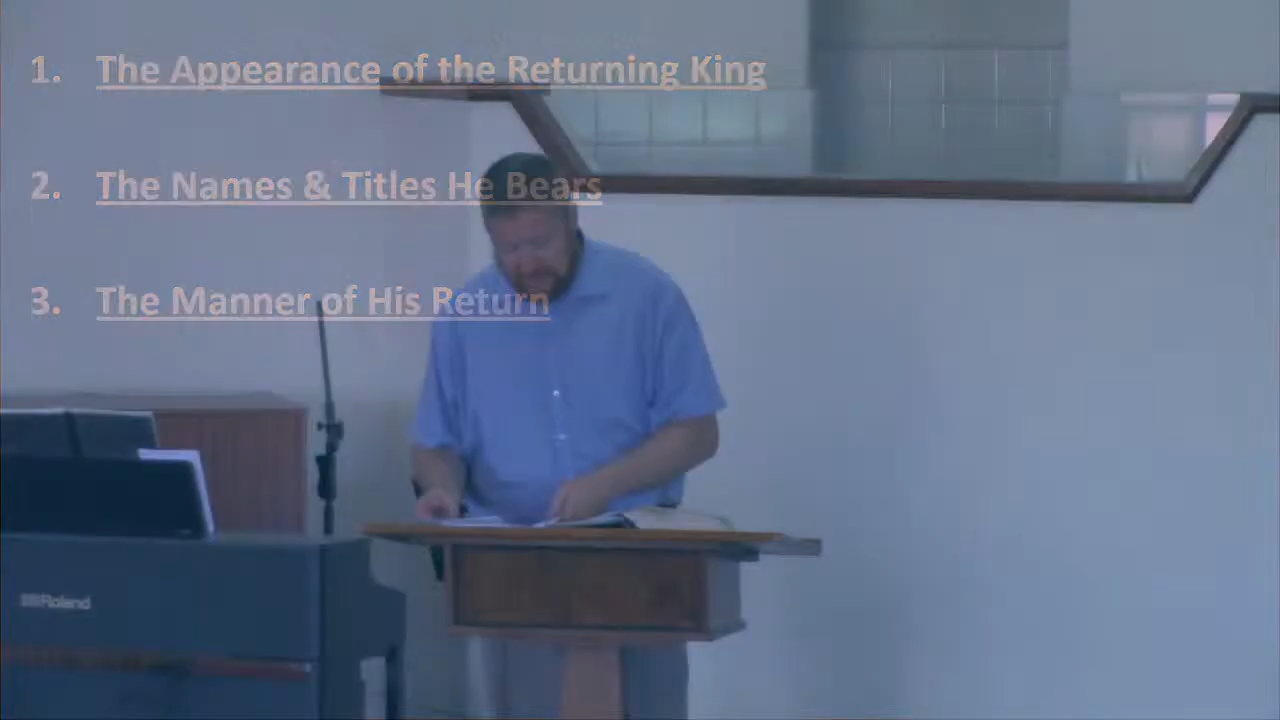 1. The Appearance of the Returning King
2. The Names & Titles He Bears
3. The Manner of His Return
Roland